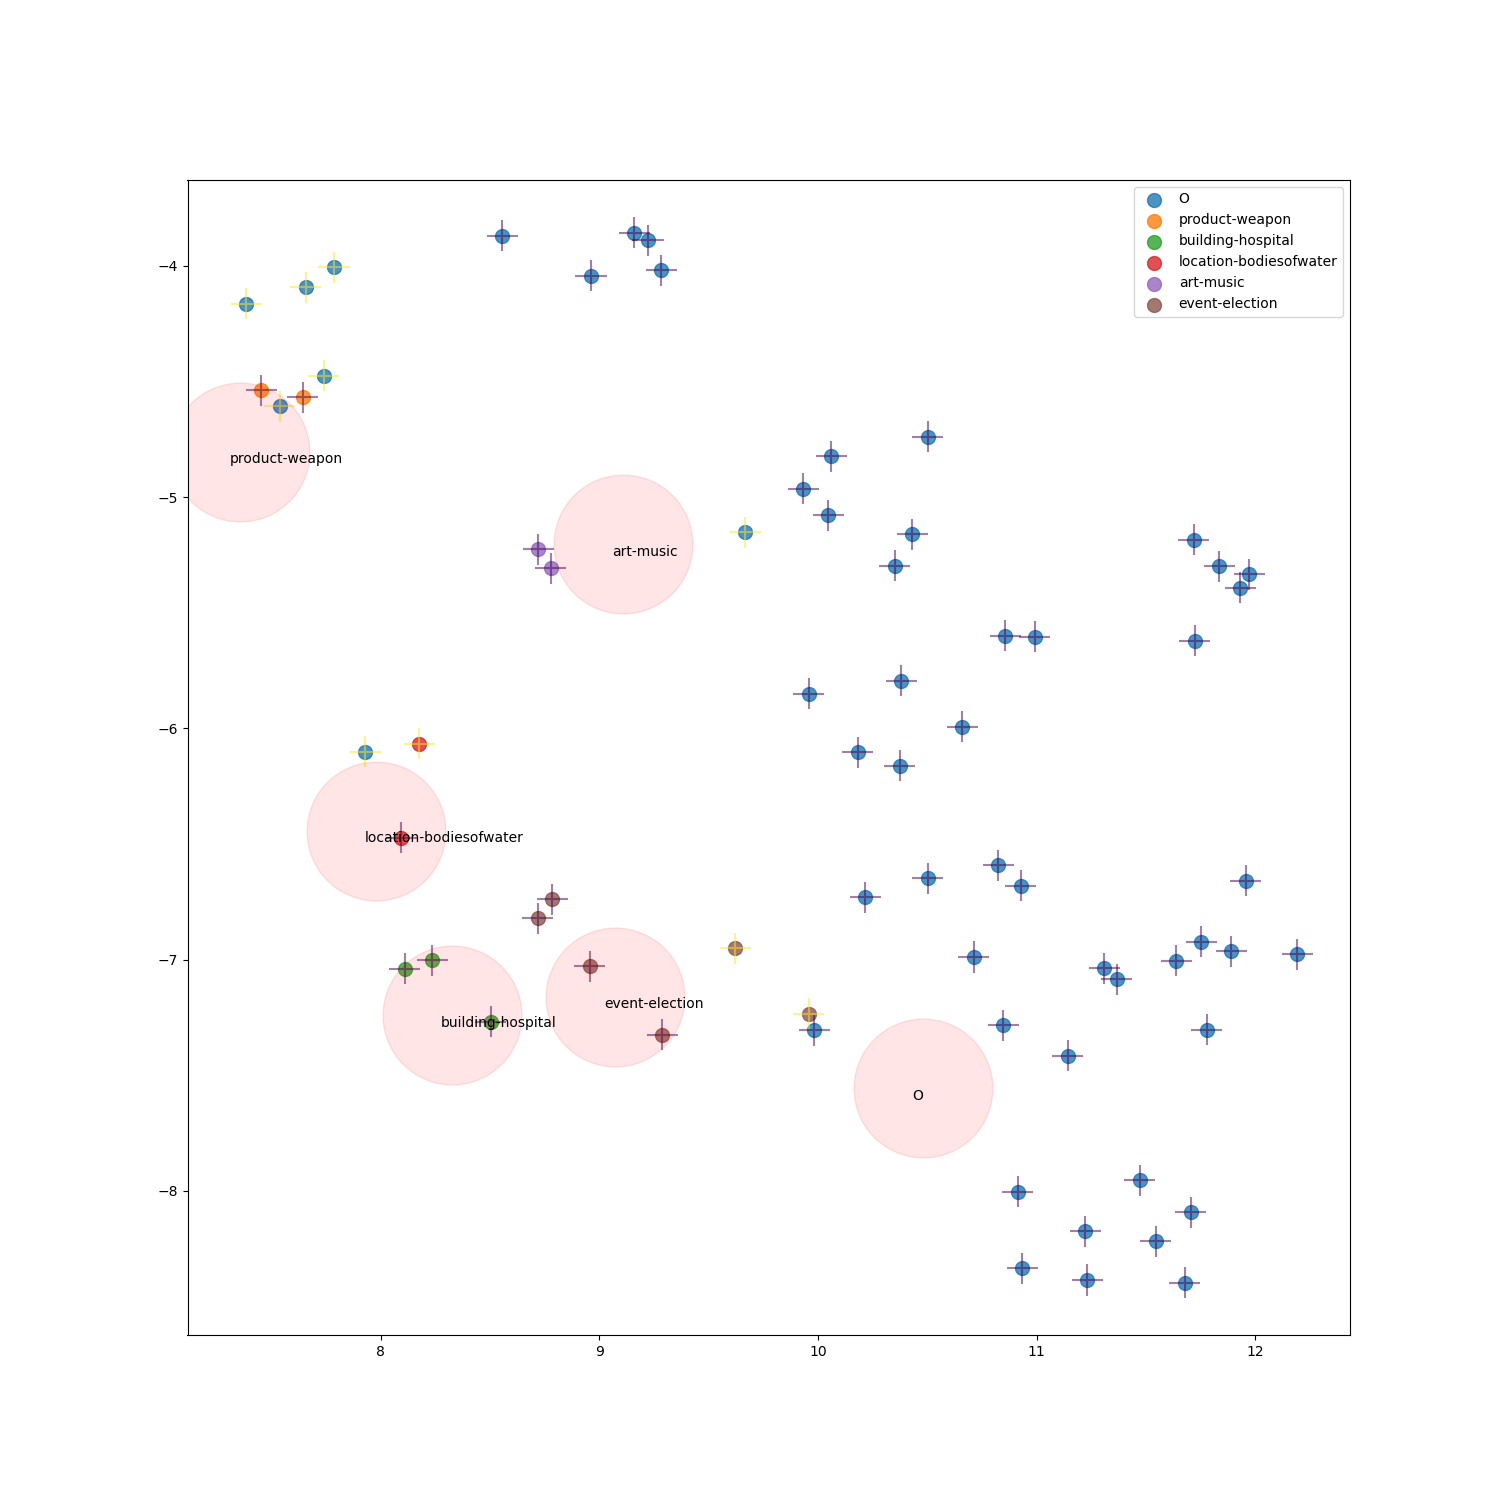 O
product-weapon
building-hospital
location-bodiesofwater
art-music
event-election
−4
−5
−6
−7
−8
product-weapon
art-music
location-bodiesofwater
event-election
building-hospital
O
8
9
10
11
12